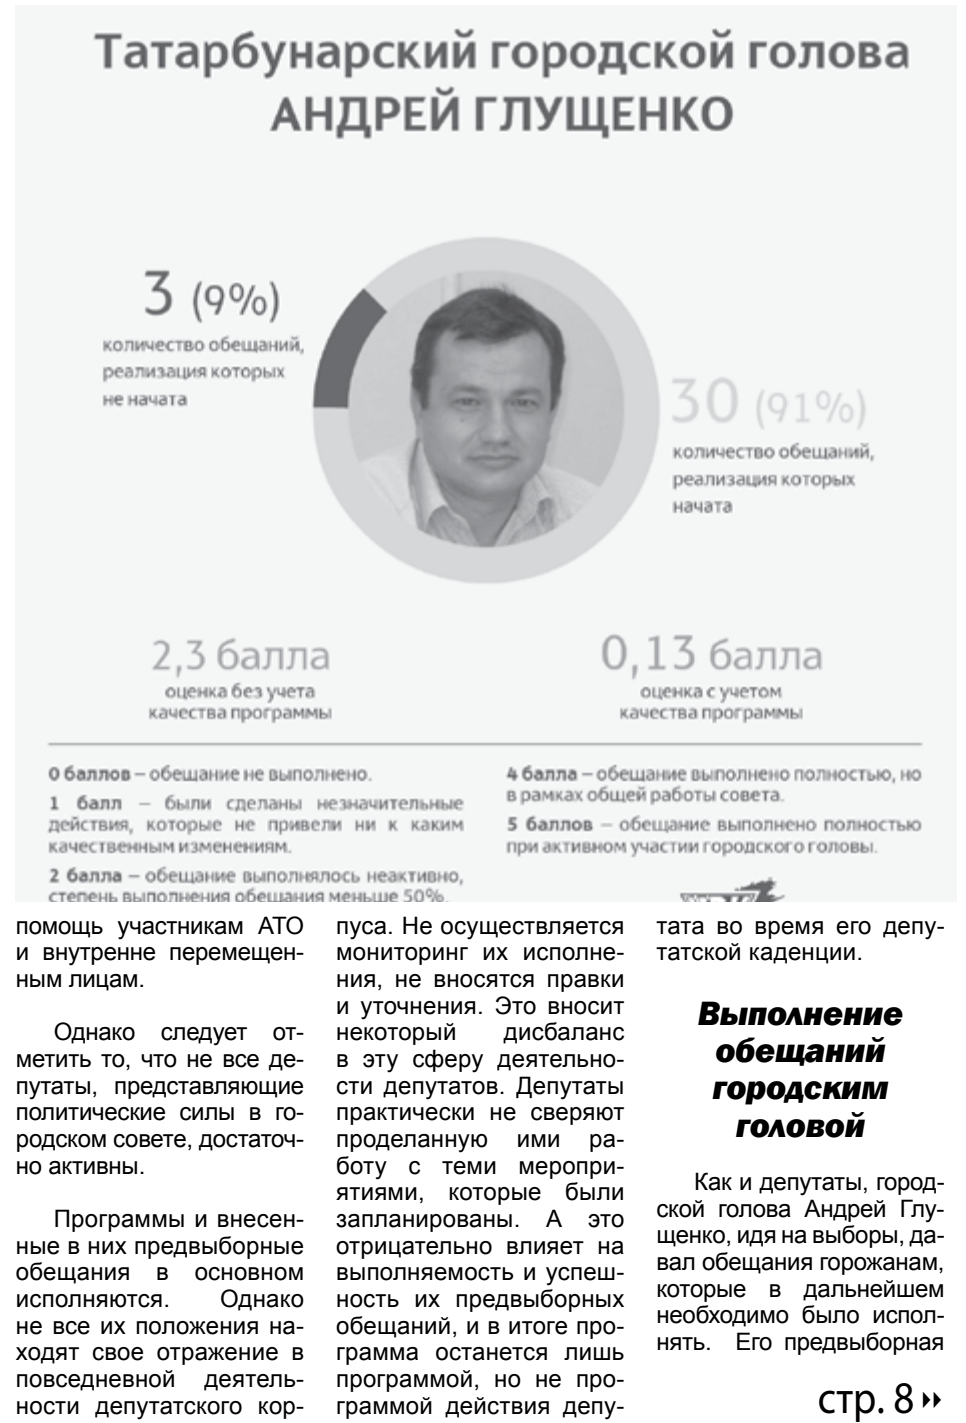 Татарбунарский городской голова
АНДРЕЙ ГЛУЩЕНКО
3 (9%)
количество обещаний,
реализация которых
не начата
30 (91%)
количество обещаний,
реализация которых
начата
2,3 балла
оценка без учета
качества программы
0,13 балла
оценка с учетом
качества программы
0 баллов – обещание не выполнено.
1 балл – были сделаны незначительные
действия, которые не привели ни к каким
качественным изменениям.
2 балла – обещание выполнялось неактивно,
степень выполнения обещания меньше 50%.
4 балла – обещание выполнено полностью, но
в рамках общей работы совета.
5 баллов – обещание выполнено полностью
при активном участии городского головы.
помощь участникам АТО
и внутренне перемещен-
ным лицам.
Однако следует от-
метить то, что не все де-
путаты, представляющие
политические силы в го-
родском совете, достаточ-
но активны.
Программы и внесен-
ные в них предвыборные
обещания в основном
исполняются. Однако
не все их положения на-
ходят свое отражение в
повседневной деятель-
ности депутатского кор-
пуса. Не осуществляется
мониторинг их исполне-
ния, не вносятся правки
и уточнения. Это вносит
некоторый дисбаланс
в эту сферу деятельно-
сти депутатов. Депутаты
практически не сверяют
проделанную ими ра-
боту с теми меропри-
ятиями, которые были
запланированы. А это
отрицательно влияет на
выполняемость и успеш-
ность их предвыборных
обещаний, и в итоге про-
грамма останется лишь
программой, но не про-
граммой действия депу-
тата во время его депу-
татской каденции.
Выполнение
обещаний
городским
головой
Как и депутаты, город-
ской голова Андрей Глу-
щенко, идя на выборы, да-
вал обещания горожанам,
которые в дальнейшем
необходимо было испол-
нять. Его предвыборная
стр. 8